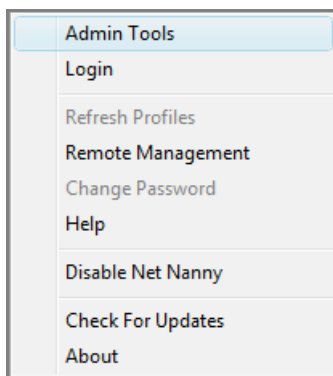 Admin Tools
Login
Refresh Profiles
Remote Management
Change Password
Help
Disable Net Nanny
Check For Updates
About